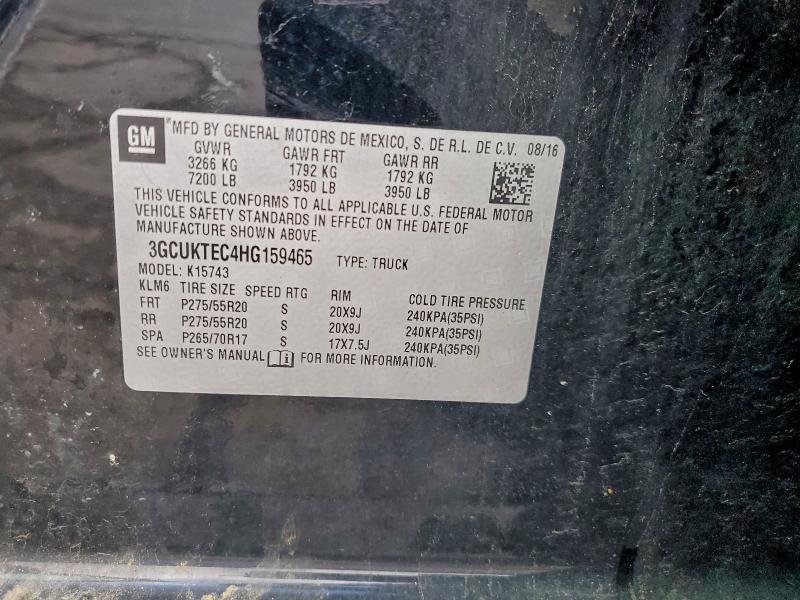 GM *MFD BY GENERAL MOTORS DE MEXICO, S. DE R.L. DE C.V. 08/16
GVWR GAWR FRT GAWR RR
3266 KG 1792 KG 1792 KG
7200 LB 3950 LB 3950 LB
THIS VEHICLE CONFORMS TO ALL APPLICABLE U.S. FEDERAL MOTOR
VEHICLE SAFETY STANDARDS IN EFFECT ON THE DATE OF
MANUFACTURE SHOWN ABOVE.
3GCUKTEC4HG159465 TYPE: TRUCK
MODEL: K15743
KLM6 TIRE SIZE SPEED RTG RIM COLD TIRE PRESSURE
FRT P275/55R20 S 20X9J 240KPA(35PSI)
RR P275/55R20 S 20X9J 240KPA(35PSI)
SPA P265/70R17 S 17X7.5J 240KPA(35PSI)
SEE OWNER'S MANUAL FOR MORE INFORMATION.